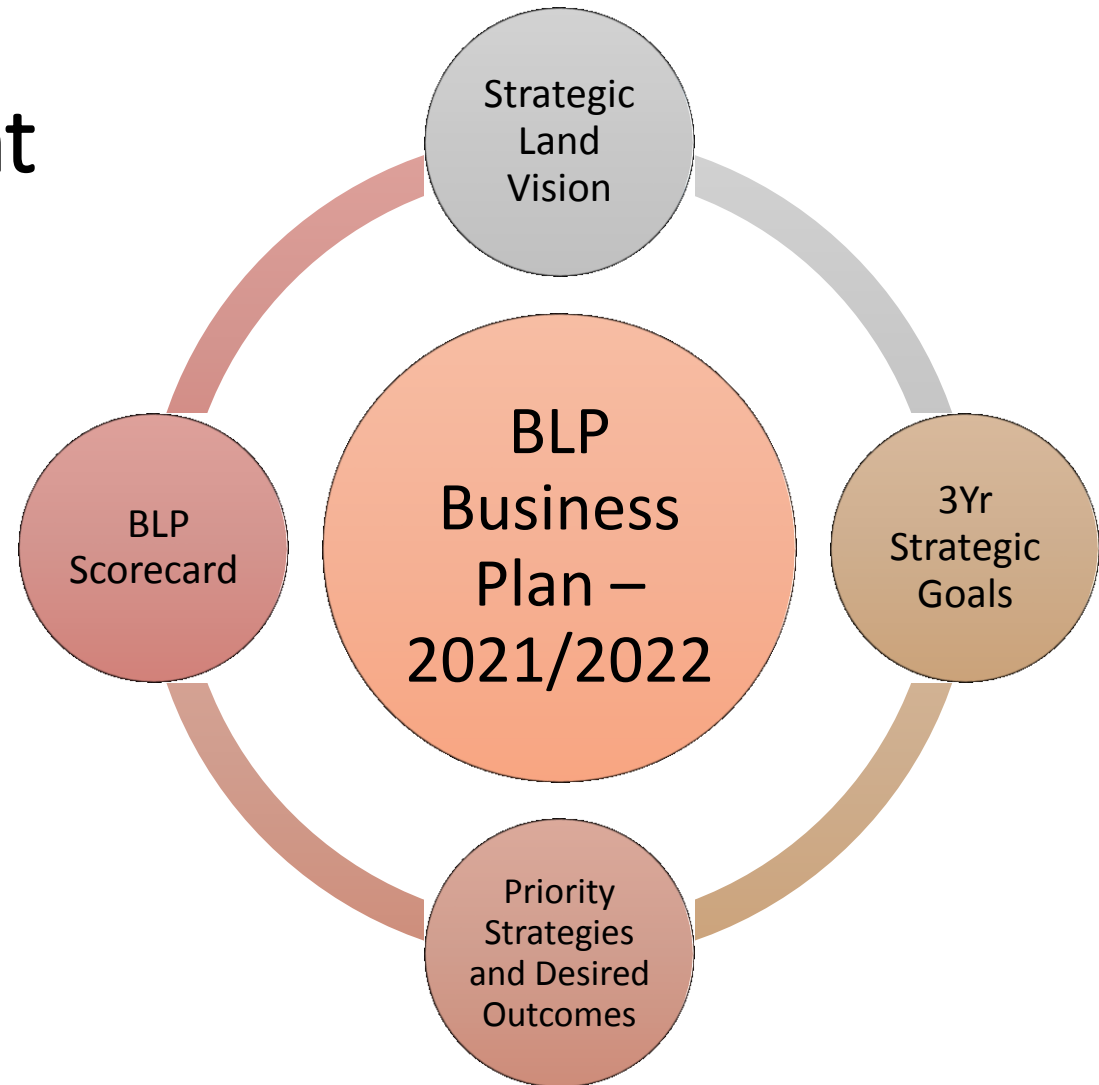 Strategic
Land
Vision
BLP
Business
Plan –
2021/2022
3Yr
Strategic
Goals
Priority
Strategies
and Desired
Outcomes
BLP
Scorecard